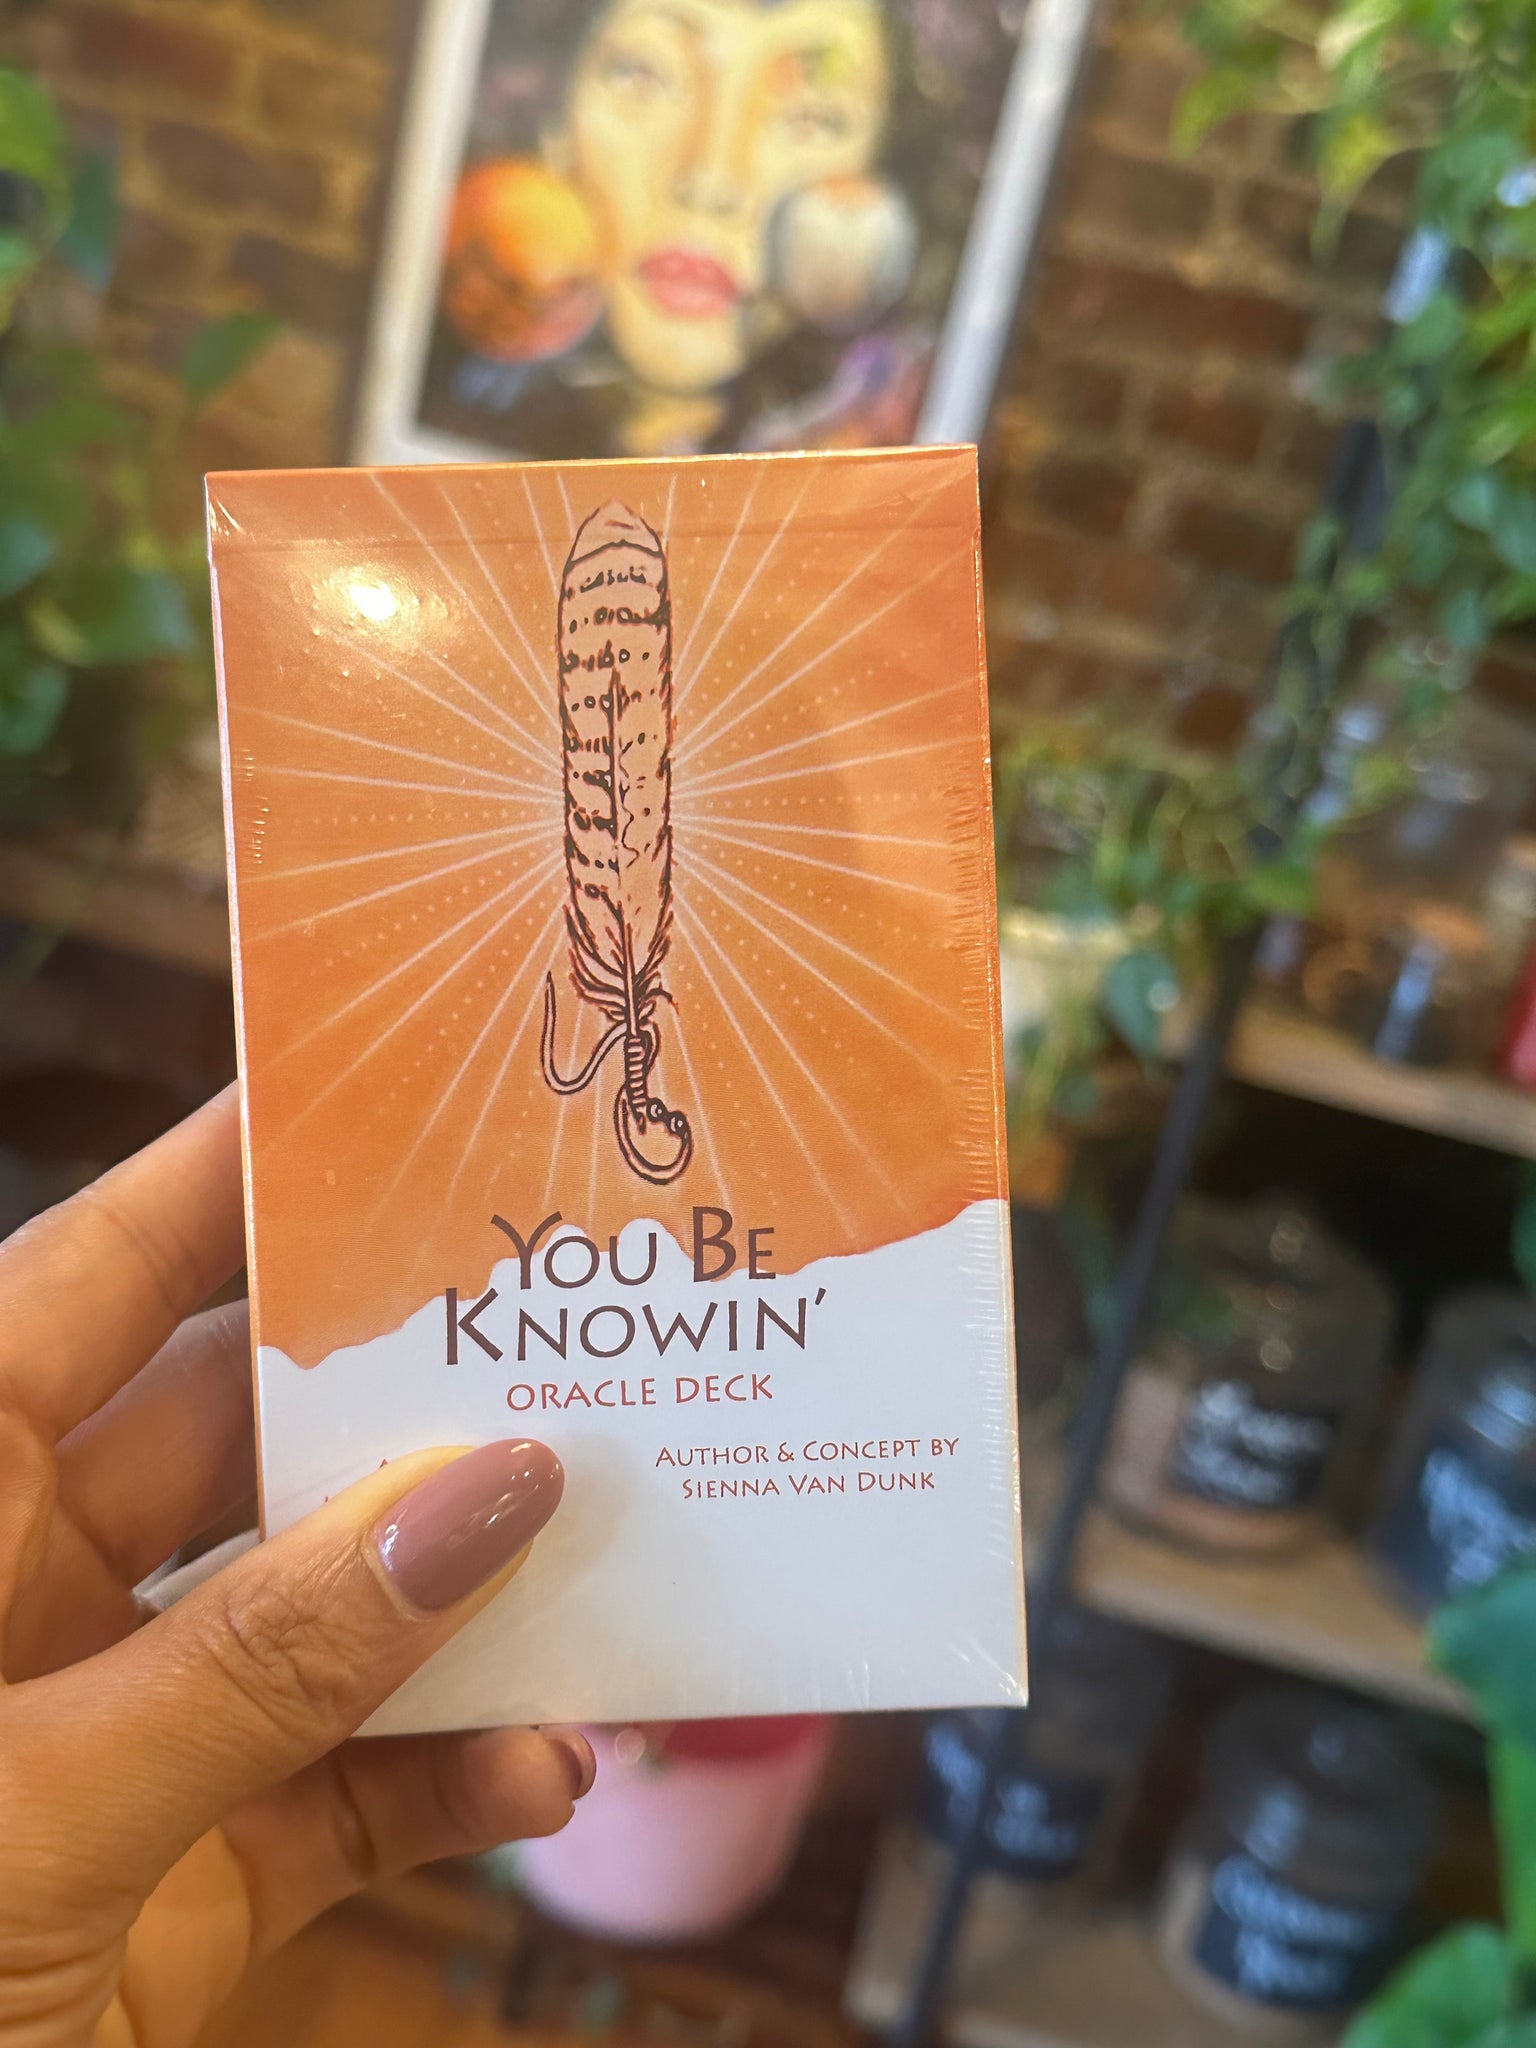 YOU BE
KNOWIN'
ORACLE DECK
AUTHOR & CONCEPT BY
SIENNA VAN DUNK